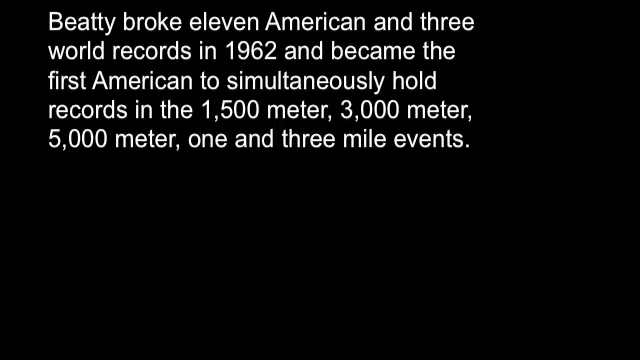 Beatty broke eleven American and three
world records in 1962 and became the
first American to simultaneously hold
records in the 1,500 meter, 3,000 meter,
5,000 meter, one and three mile events.